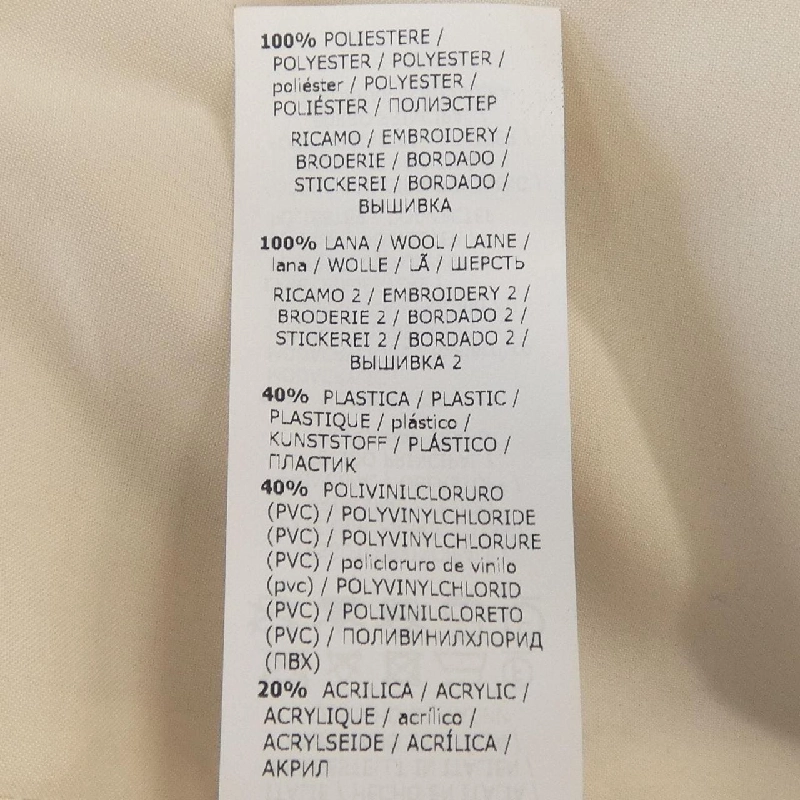 100% POLIESTERE /
POLYESTER / POLYESTER /
poliéster / POLYESTER /
POLIÉSTER / ПОЛИЭСТЕР
RICAMO / EMBROIDERY /
BRODERIE / BORDADO /
STICKEREI / BORDADO /
ВЫШИВКА
100% LANA / WOOL / LAINE /
lana / WOLLE / LÃ / ШЕРСТЬ
RICAMO 2 / EMBROIDERY 2 /
BRODERIE 2 / BORDADO 2 /
STICKEREI 2 / BORDADO 2 /
ВЫШИВКА 2
40% PLASTICA / PLASTIC /
PLASTIQUE / plástico /
KUNSTSTOFF / PLÁSTICO /
ПЛАСТИК
40% POLIVINILCLORURO
(PVC) / POLYVINYLCHLORIDE
(PVC) / POLYVINYLCHLORURE
(PVC) / policloruro de vinilo
(pvc) / POLYVINYLCHLORID
(PVC) / POLIVINILCLORETO
(PVC) / ПОЛИВИНИЛХЛОРИД
(ПВХ)
20% ACRILICA / ACRYLIC /
ACRYLIQUE / acrílico /
ACRYLSEIDE / ACRÍLICA /
АКРИЛ